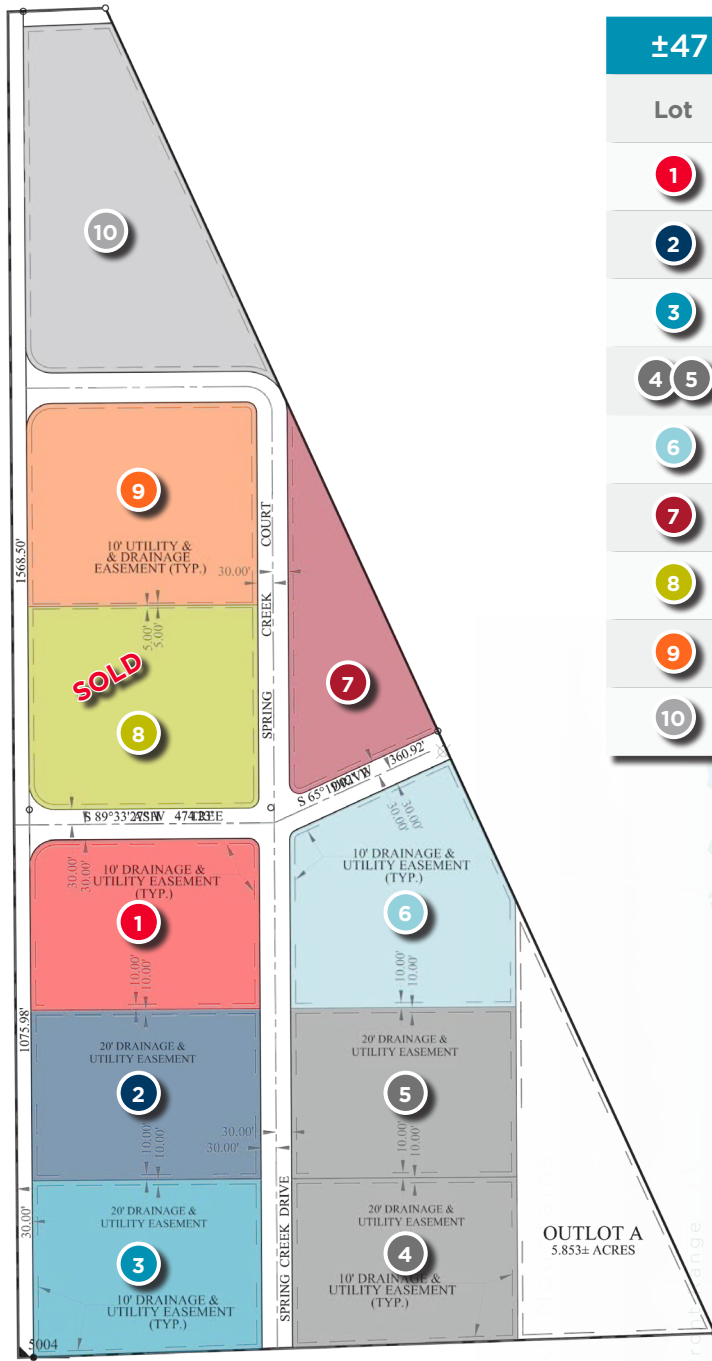 10
9
10' UTILITY &
& DRAINAGE
EASEMENT (TYP.)
30.00'
1568.50'
SPRING CREEK COURT
5.00'
5.00'
SOLD
8
7
S 89°33'27" W 474.23'
DRIVE
360.92'
30.00'
30.00'
30.00'
30.00'
10' DRAINAGE &
UTILITY EASEMENT
(TYP.)
1
10' DRAINAGE &
UTILITY EASEMENT
(TYP.)
6
10.00'
10.00'
10.00'
10.00'
1075.98'
20' DRAINAGE &
UTILITY EASEMENT
2
20' DRAINAGE &
UTILITY EASEMENT
5
10.00'
10.00'
30.00'
30.00'
10.00'
10.00'
30.00'
20' DRAINAGE &
UTILITY EASEMENT
3
10' DRAINAGE &
UTILITY EASEMENT
(TYP.)
SPRING CREEK DRIVE
20' DRAINAGE &
UTILITY EASEMENT
4
10' DRAINAGE &
UTILITY EASEMENT
(TYP.)
OUTLOT A
5.853± ACRES
5004
±47
Lot
1
2
3
4 5
6
7
8
9
10